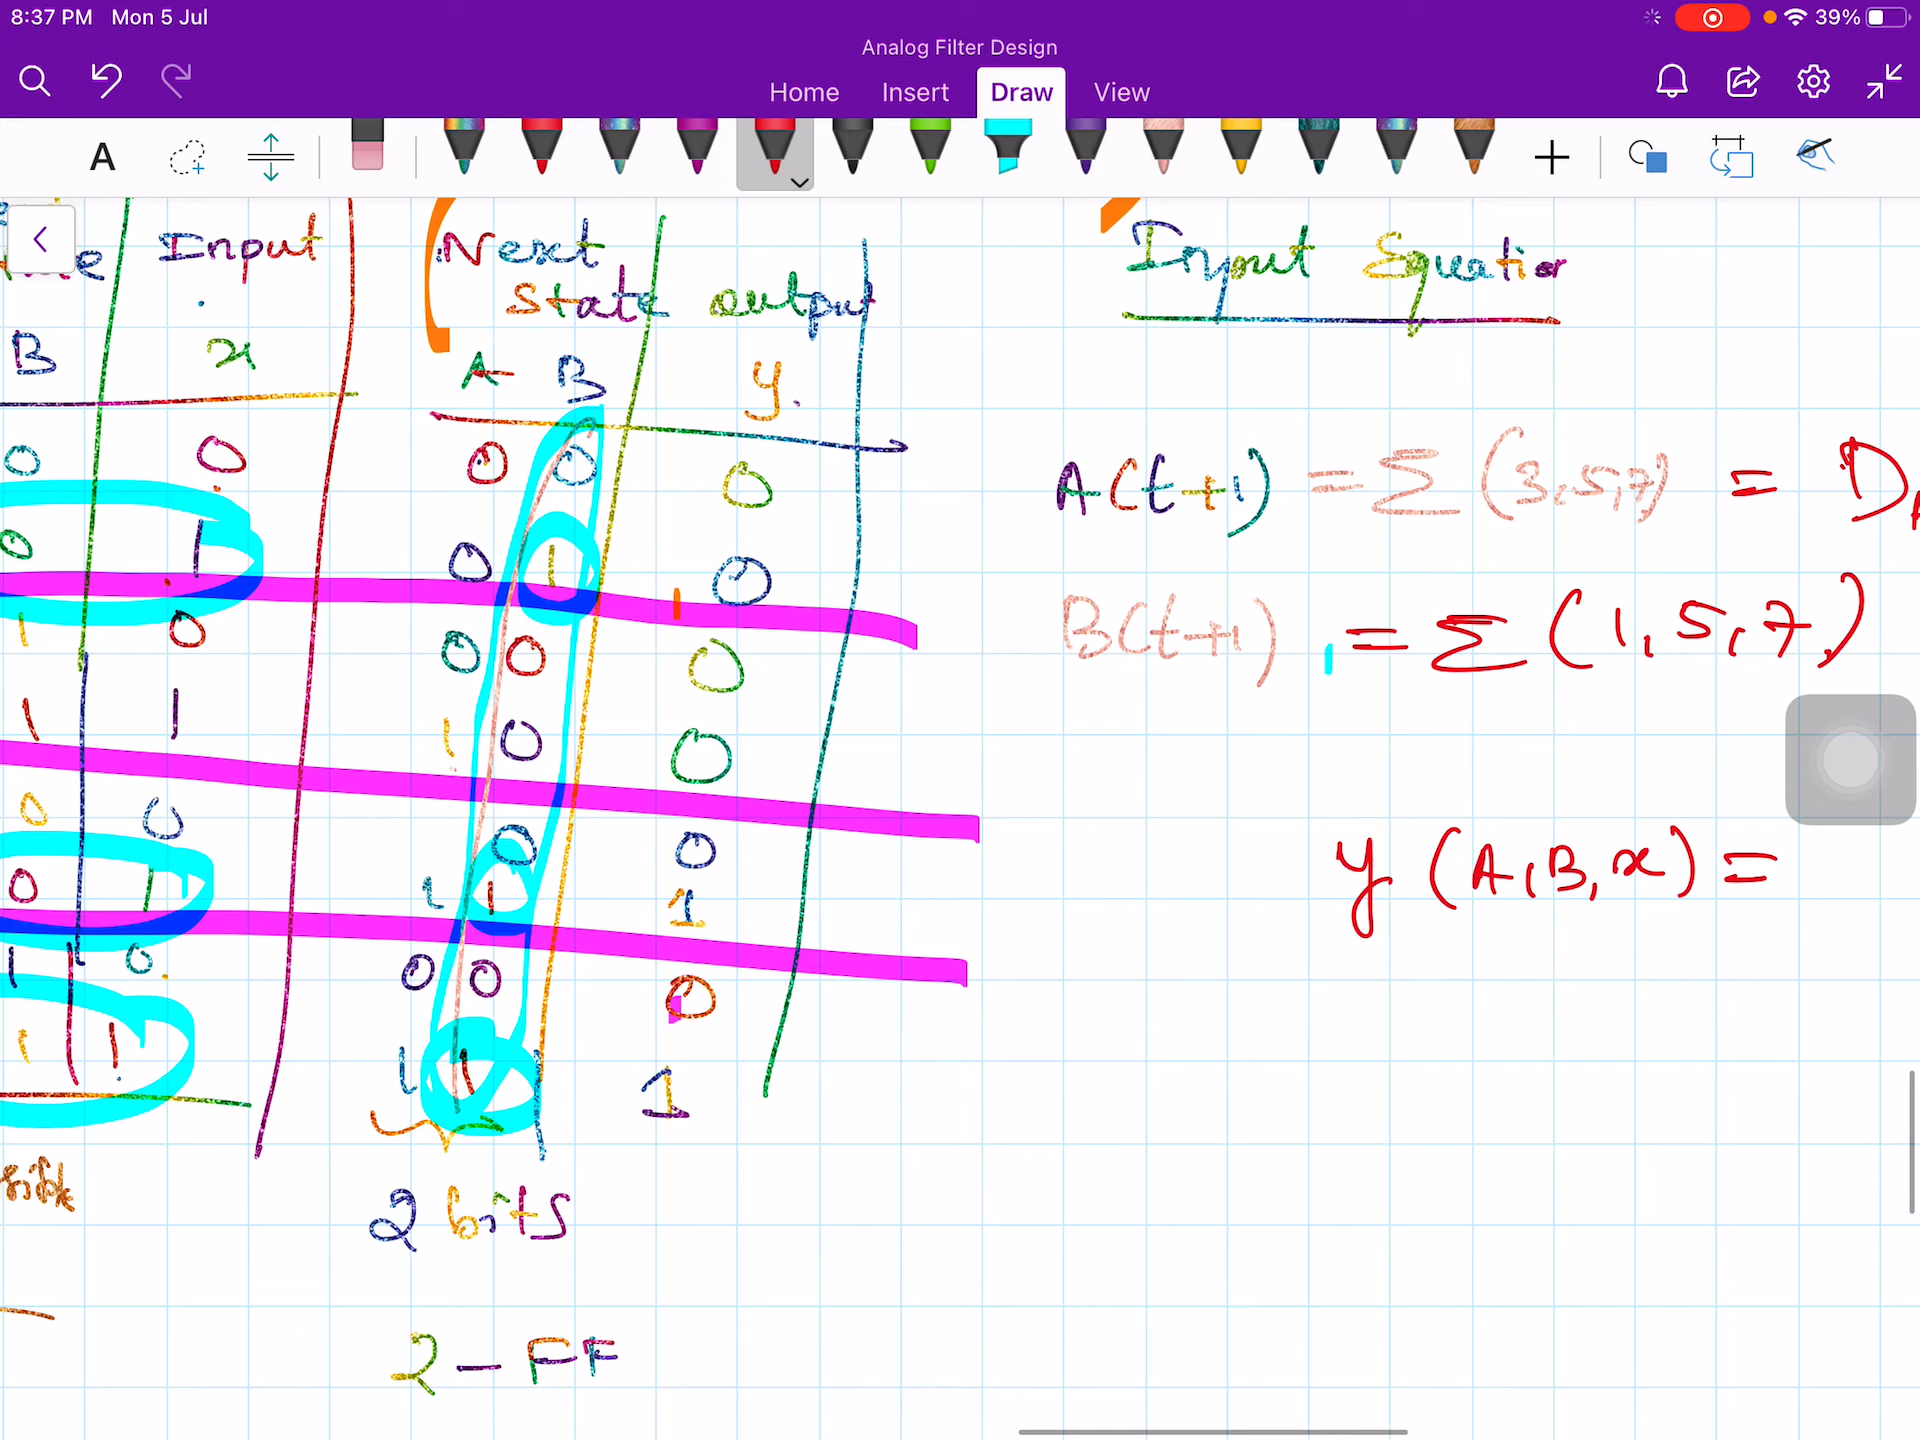 8:37 PM Mon 5 Jul
39%
Analog Filter Design
Home Insert Draw View
A
Input
Next
State
output
Input Equation
B
x
A B
y
0 0 0 0 0
0 1 0 1 0
1 0 0 0 0
1 1 1 0 0
0 0 0 0
0 1 1 1 1
1 0 0 0 0
1 1 1 1 1
A(t+1) = Σ (3,5,7) = D
B(t+1) = Σ (1,5,7)
y (A,B,x) =
2 bits
2 - FF